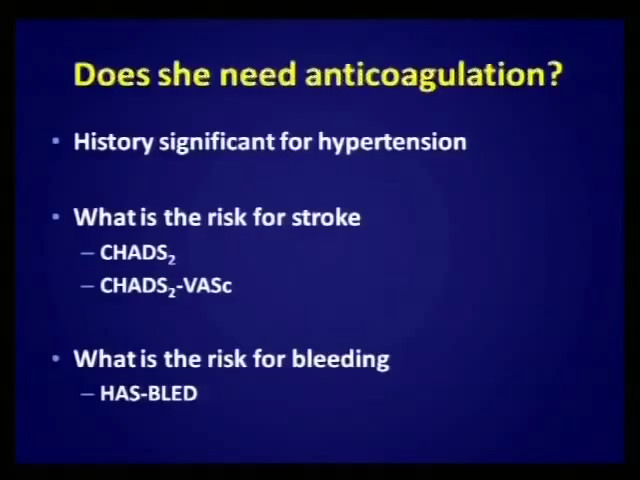 Does she need anticoagulation?
• History significant for hypertension
• What is the risk for stroke
– CHADS₂
– CHADS₂-VASc
• What is the risk for bleeding
– HAS-BLED